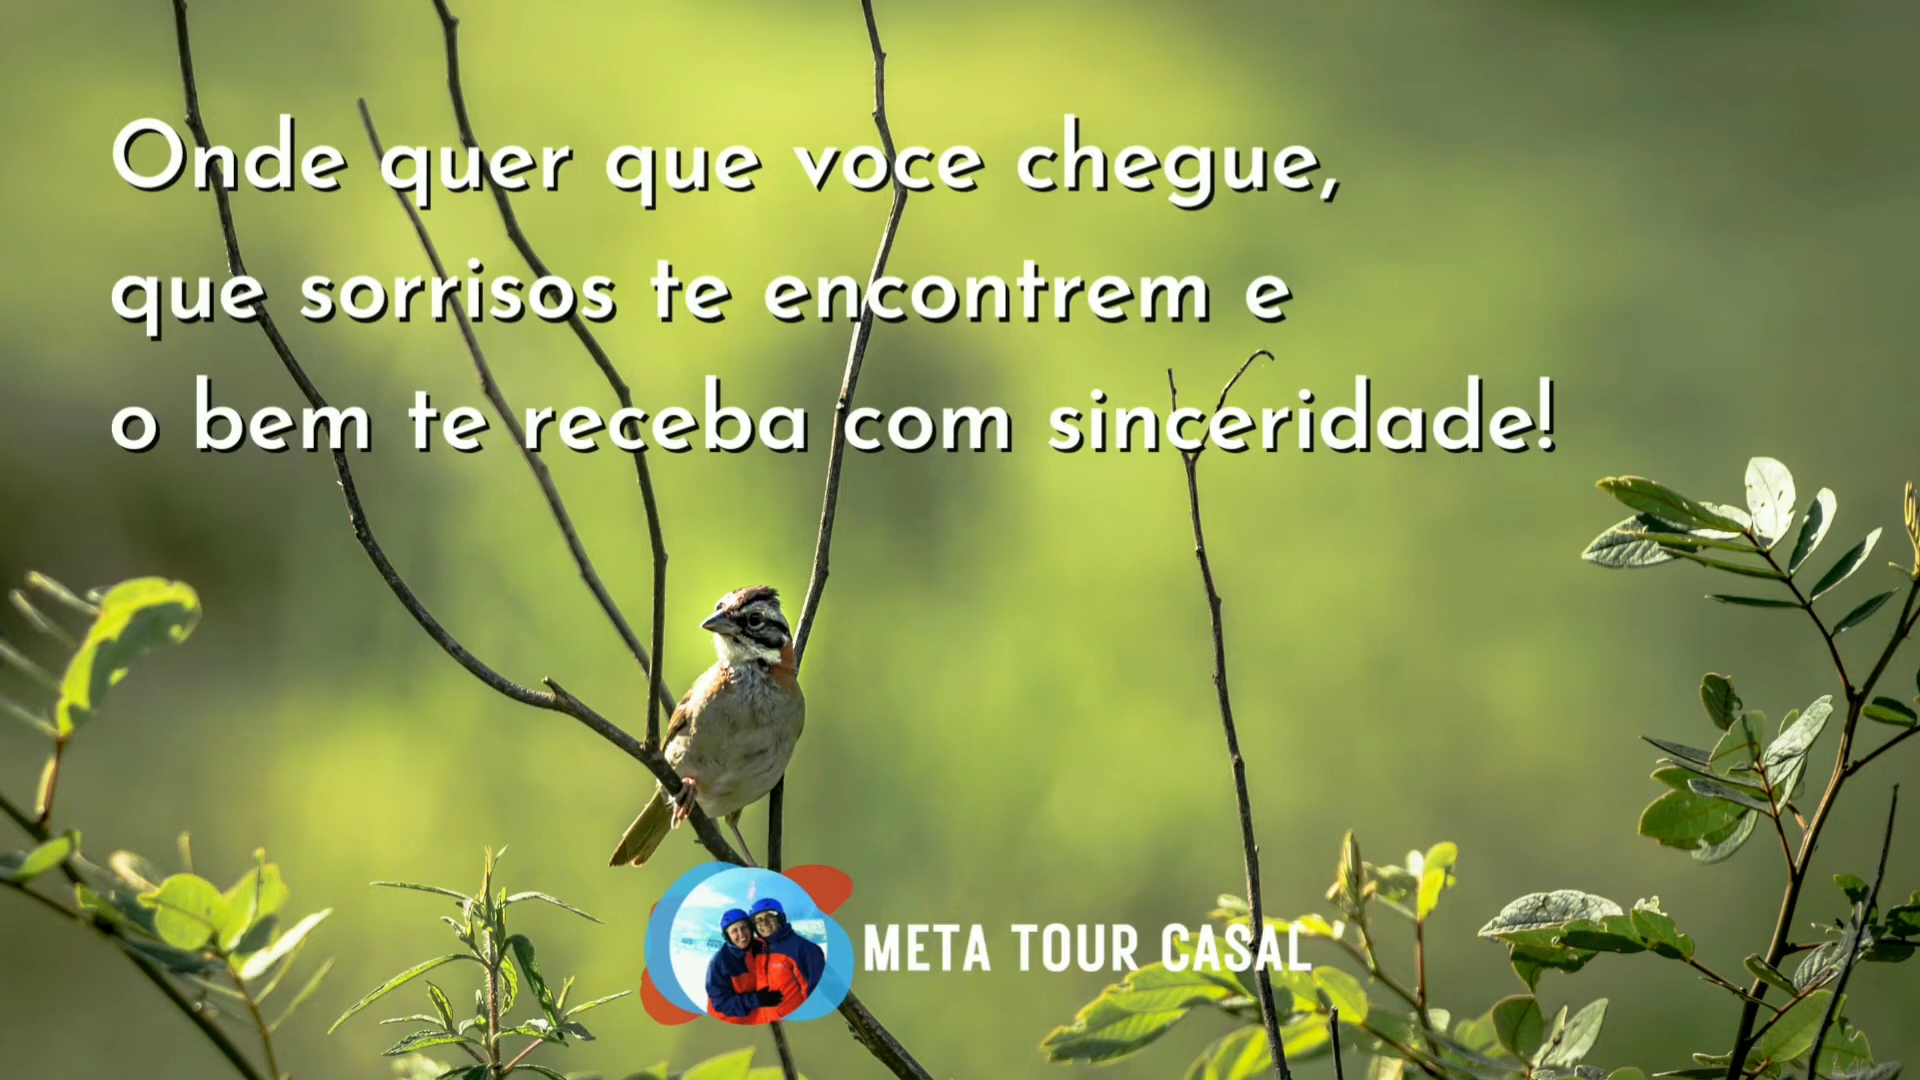 Onde quer que voce chegue,
que sorrisos te encontrem e
o bem te receba com sinceridade!
META TOUR CASAL